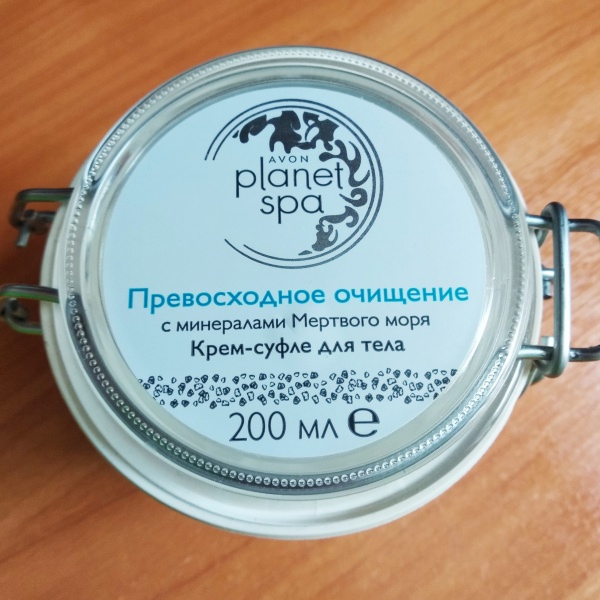 AVON
planet
spa
Превосходное очищение
с минералами Мертвого моря
Крем-суфле для тела
200 мл ℮